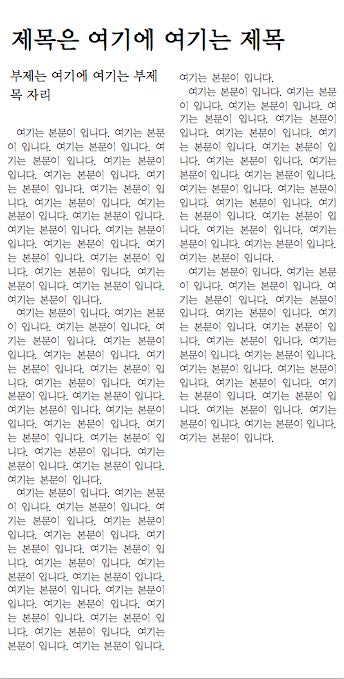 제목은 여기에 여기는 제목
부제는 여기에 여기는 부제
목 자리
여기는 본문이 입니다. 여기는 본문
이 입니다. 여기는 본문이 입니다. 여
기는 본문이 입니다. 여기는 본문이
입니다. 여기는 본문이 입니다. 여기
는 본문이 입니다. 여기는 본문이 입
니다. 여기는 본문이 입니다. 여기는
본문이 입니다. 여기는 본문이 입니다.
여기는 본문이 입니다. 여기는 본문이
입니다. 여기는 본문이 입니다. 여기
는 본문이 입니다. 여기는 본문이 입
니다. 여기는 본문이 입니다. 여기는
본문이 입니다. 여기는 본문이 입니다.
여기는 본문이 입니다.
여기는 본문이 입니다. 여기는 본문
이 입니다. 여기는 본문이 입니다. 여
기는 본문이 입니다. 여기는 본문이
입니다. 여기는 본문이 입니다. 여기
는 본문이 입니다. 여기는 본문이 입
니다. 여기는 본문이 입니다. 여기는
본문이 입니다. 여기는 본문이 입니다.
여기는 본문이 입니다. 여기는 본문이
입니다. 여기는 본문이 입니다. 여기
는 본문이 입니다. 여기는 본문이 입
니다. 여기는 본문이 입니다. 여기는
본문이 입니다. 여기는 본문이 입니다.
여기는 본문이 입니다.
여기는 본문이 입니다. 여기는 본문
이 입니다. 여기는 본문이 입니다. 여
기는 본문이 입니다. 여기는 본문이
입니다. 여기는 본문이 입니다. 여기
는 본문이 입니다. 여기는 본문이 입
니다. 여기는 본문이 입니다. 여기는
본문이 입니다. 여기는 본문이 입니다.
여기는 본문이 입니다. 여기는 본문이
입니다. 여기는 본문이 입니다. 여기
는 본문이 입니다. 여기는 본문이 입
니다. 여기는 본문이 입니다. 여기는
본문이 입니다. 여기는 본문이 입니다.
여기는 본문이 입니다.
여기는 본문이 입니다. 여기는 본문
이 입니다. 여기는 본문이 입니다. 여
기는 본문이 입니다. 여기는 본문이
입니다. 여기는 본문이 입니다. 여기
는 본문이 입니다. 여기는 본문이 입
니다. 여기는 본문이 입니다. 여기는
본문이 입니다. 여기는 본문이 입니다.
여기는 본문이 입니다. 여기는 본문이
입니다. 여기는 본문이 입니다. 여기
는 본문이 입니다. 여기는 본문이 입
니다. 여기는 본문이 입니다. 여기는
본문이 입니다. 여기는 본문이 입니다.
여기는 본문이 입니다.
여기는 본문이 입니다. 여기는 본문
이 입니다. 여기는 본문이 입니다. 여
기는 본문이 입니다. 여기는 본문이
입니다. 여기는 본문이 입니다. 여기
는 본문이 입니다. 여기는 본문이 입
니다. 여기는 본문이 입니다. 여기는
본문이 입니다. 여기는 본문이 입니다.
여기는 본문이 입니다. 여기는 본문이
입니다. 여기는 본문이 입니다. 여기
는 본문이 입니다. 여기는 본문이 입
니다. 여기는 본문이 입니다. 여기는
본문이 입니다. 여기는 본문이 입니다.
여기는 본문이 입니다.